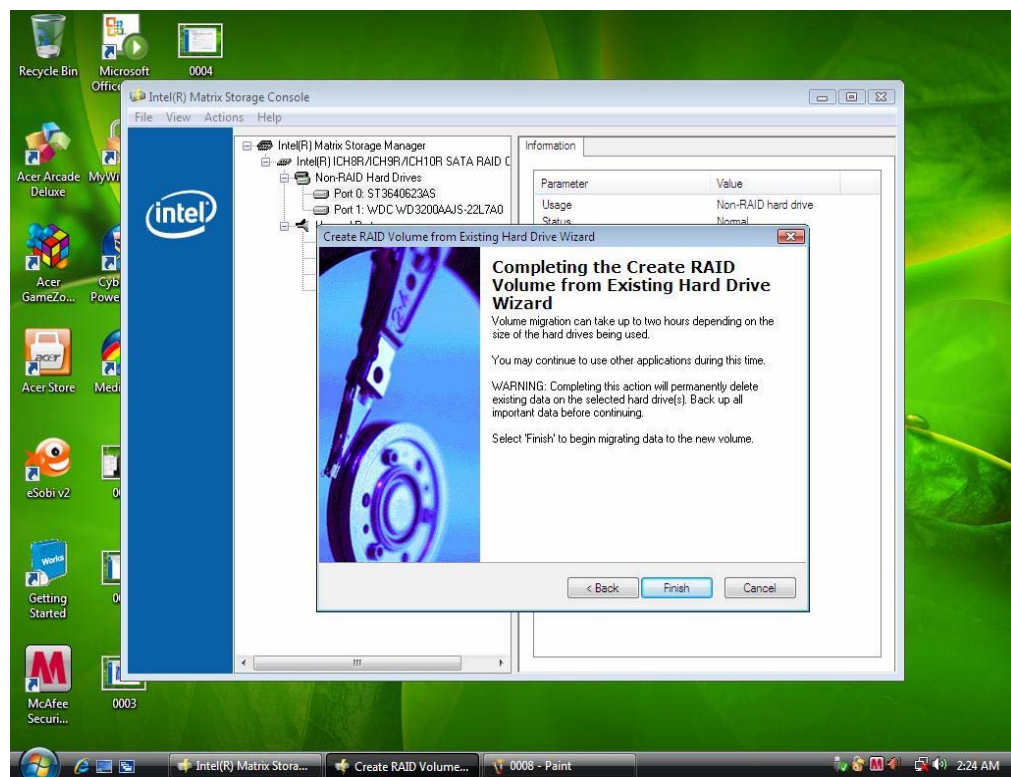 Recycle Bin
Microsoft
Office
0004
Intel(R) Matrix Storage Console
File View Actions Help
Intel(R) Matrix Storage Manager
Intel(R) ICH8R/ICH9R/ICH10R SATA RAID C
Non-RAID Hard Drives
Port 0: ST3640623AS
Port 1: WDC WD3200AAJS-22L7A0
Information
Parameter Value
Usage Non-RAID hard drive
Status Normal
intel
Acer Arcade
Deluxe
MyWi
Acer
GameZo...
Cyb
Powe
acer
Acer Store
Medi
eSobi v2
Works
Getting
Started
McAfee
Securi...
0003
Create RAID Volume from Existing Hard Drive Wizard
Completing the Create RAID
Volume from Existing Hard Drive
Wizard
Volume migration can take up to two hours depending on the
size of the hard drives being used.
You may continue to use other applications during this time.
WARNING: Completing this action will permanently delete
existing data on the selected hard drive(s). Back up all
important data before continuing.
Select 'Finish' to begin migrating data to the new volume.
< Back Finish Cancel
Intel(R) Matrix Stora...
Create RAID Volume...
0008 - Paint
2:24 AM